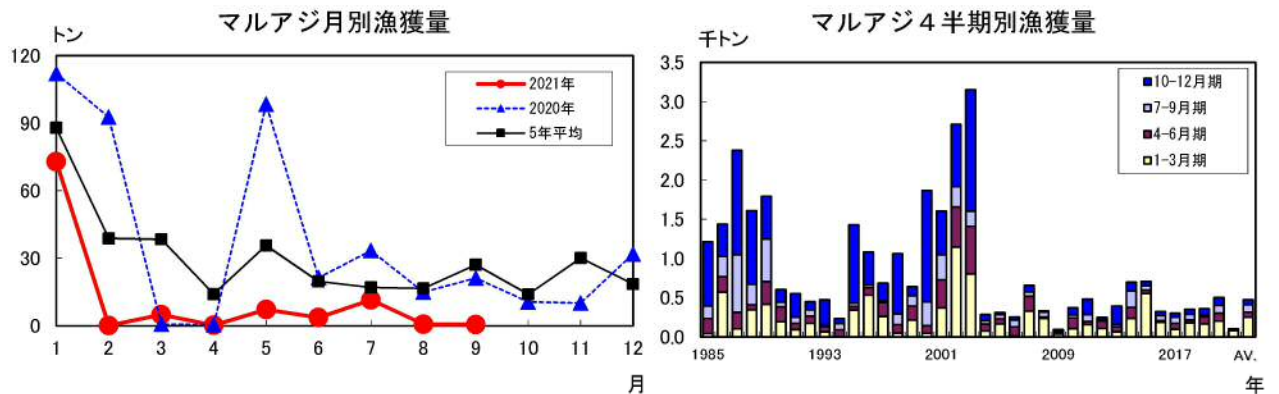 マルアジ月別漁獲量
トン
120
90
60
30
0
2021年
2020年
5年平均
1 2 3 4 5 6 7 8 9 10 11 12
月
マルアジ4半期別漁獲量
千トン
3.5
3.0
2.5
2.0
1.5
1.0
0.5
0.0
10-12月期
7-9月期
4-6月期
1-3月期
1985 1993 2001 2009 2017 AV.
年